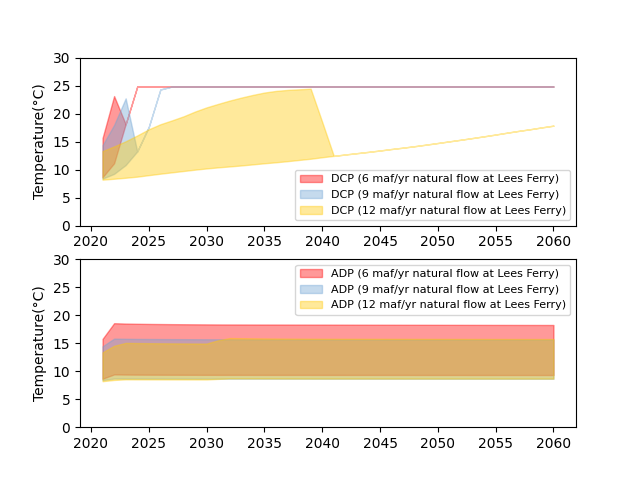 30
25
20
15
10
5
0
Temperature(°C)
DCP (6 maf/yr natural flow at Lees Ferry)
DCP (9 maf/yr natural flow at Lees Ferry)
DCP (12 maf/yr natural flow at Lees Ferry)
2020 2025 2030 2035 2040 2045 2050 2055 2060
30
25
20
15
10
5
0
Temperature(°C)
ADP (6 maf/yr natural flow at Lees Ferry)
ADP (9 maf/yr natural flow at Lees Ferry)
ADP (12 maf/yr natural flow at Lees Ferry)
2020 2025 2030 2035 2040 2045 2050 2055 2060